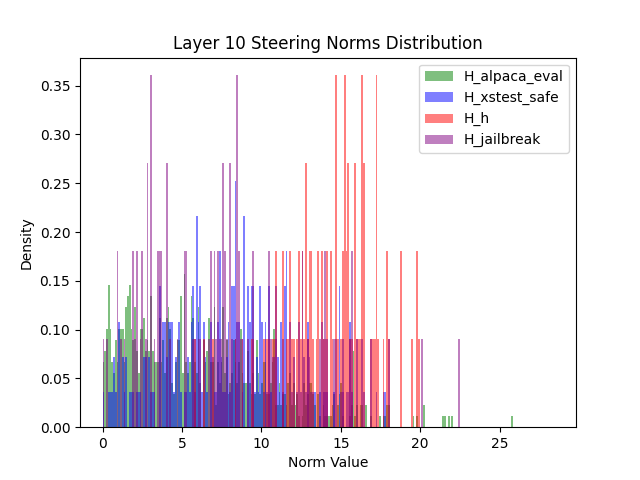 Layer 10 Steering Norms Distribution
H_alpaca_eval
H_xstest_safe
H_h
H_jailbreak
Density
0.35
0.30
0.25
0.20
0.15
0.10
0.05
0.00
0
5
10
15
20
25
Norm Value